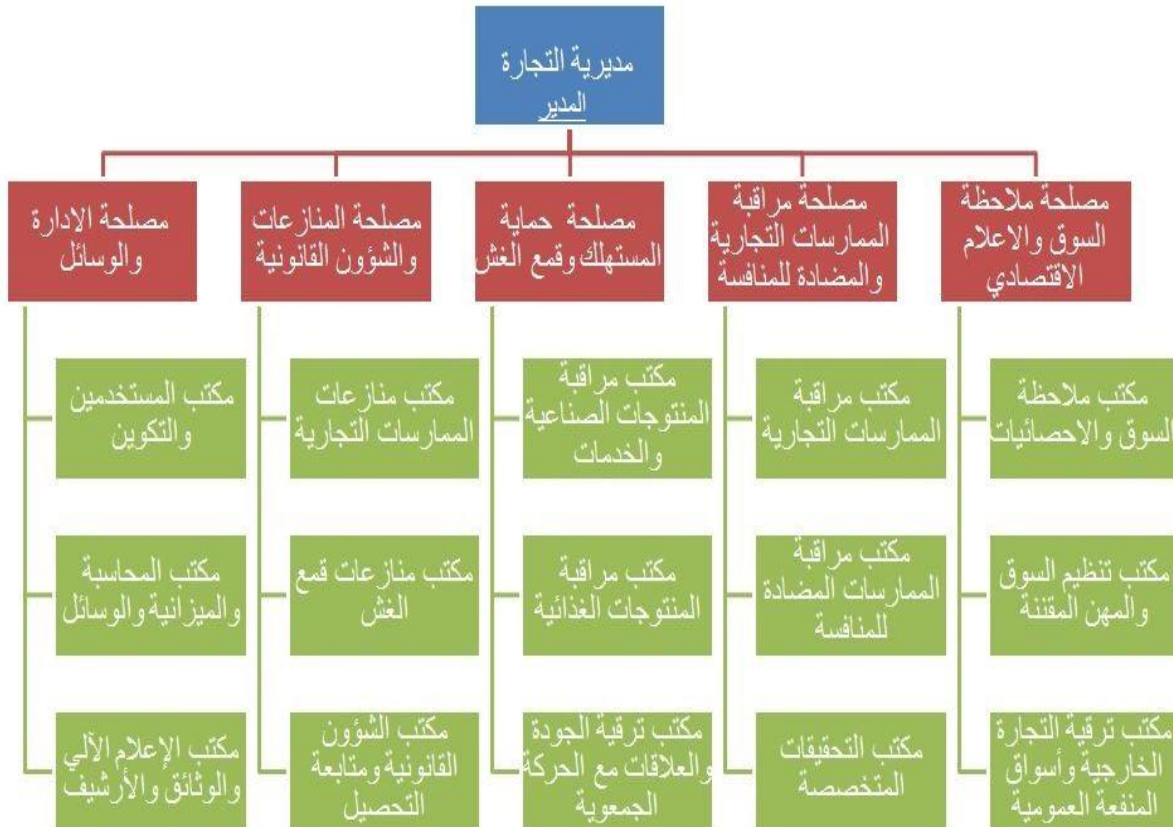 مديرية التجارة
المدير
مصلحة ملاحظة
السوق والاعلام
الاقتصادي
مصلحة مراقبة
الممارسات التجارية
والمضادة للمنافسة
مصلحة حماية
المستهلك وقمع الغش
مصلحة المنازعات
والشؤون القانونية
مصلحة الادارة
والوسائل
مكتب ملاحظة
السوق والاحصائيات
مكتب مراقبة
الممارسات التجارية
مكتب مراقبة
المنتوجات الصناعية
والخدمات
مكتب منازعات
الممارسات التجارية
مكتب المستخدمين
والتكوين
مكتب تنظيم السوق
والمهن المقننة
مكتب مراقبة
الممارسات المضادة
للمنافسة
مكتب مراقبة
المنتوجات الغذائية
مكتب منازعات قمع
الغش
مكتب المحاسبة
والميزانية والوسائل
مكتب ترقية التجارة
الخارجية وأسواق
المنفعة العمومية
مكتب التحقيقات
المتخصصة
مكتب ترقية الجودة
والعلاقات مع الحركة
الجمعوية
مكتب الشؤون
القانونية ومتابعة
التحصيل
مكتب الإعلام الآلي
والوثائق والأرشيف